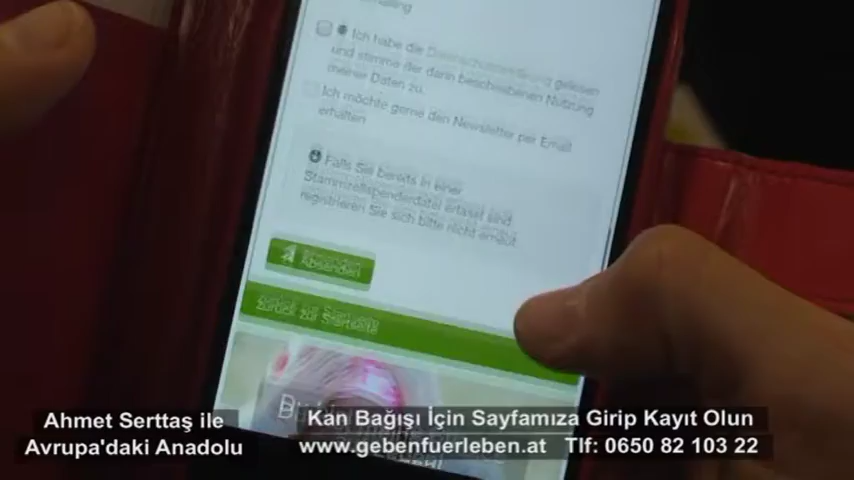 Ich habe die Datenschutzerklärung gelesen
und stimme der darin beschriebenen Nutzung
meiner Daten zu.
Ich möchte gerne den Newsletter per Email
erhalten
Falls Sie bereits in einer
Stammzellspenderdatei erfasst sind
registrieren Sie sich bitte nicht erneut
Absenden
zurück zur Startseite
Ahmet Serttaş ile
Avrupa'daki Anadolu
Kan Bağışı İçin Sayfamıza Girip Kayıt Olun
www.gebenfuerleben.at Tlf: 0650 82 103 22